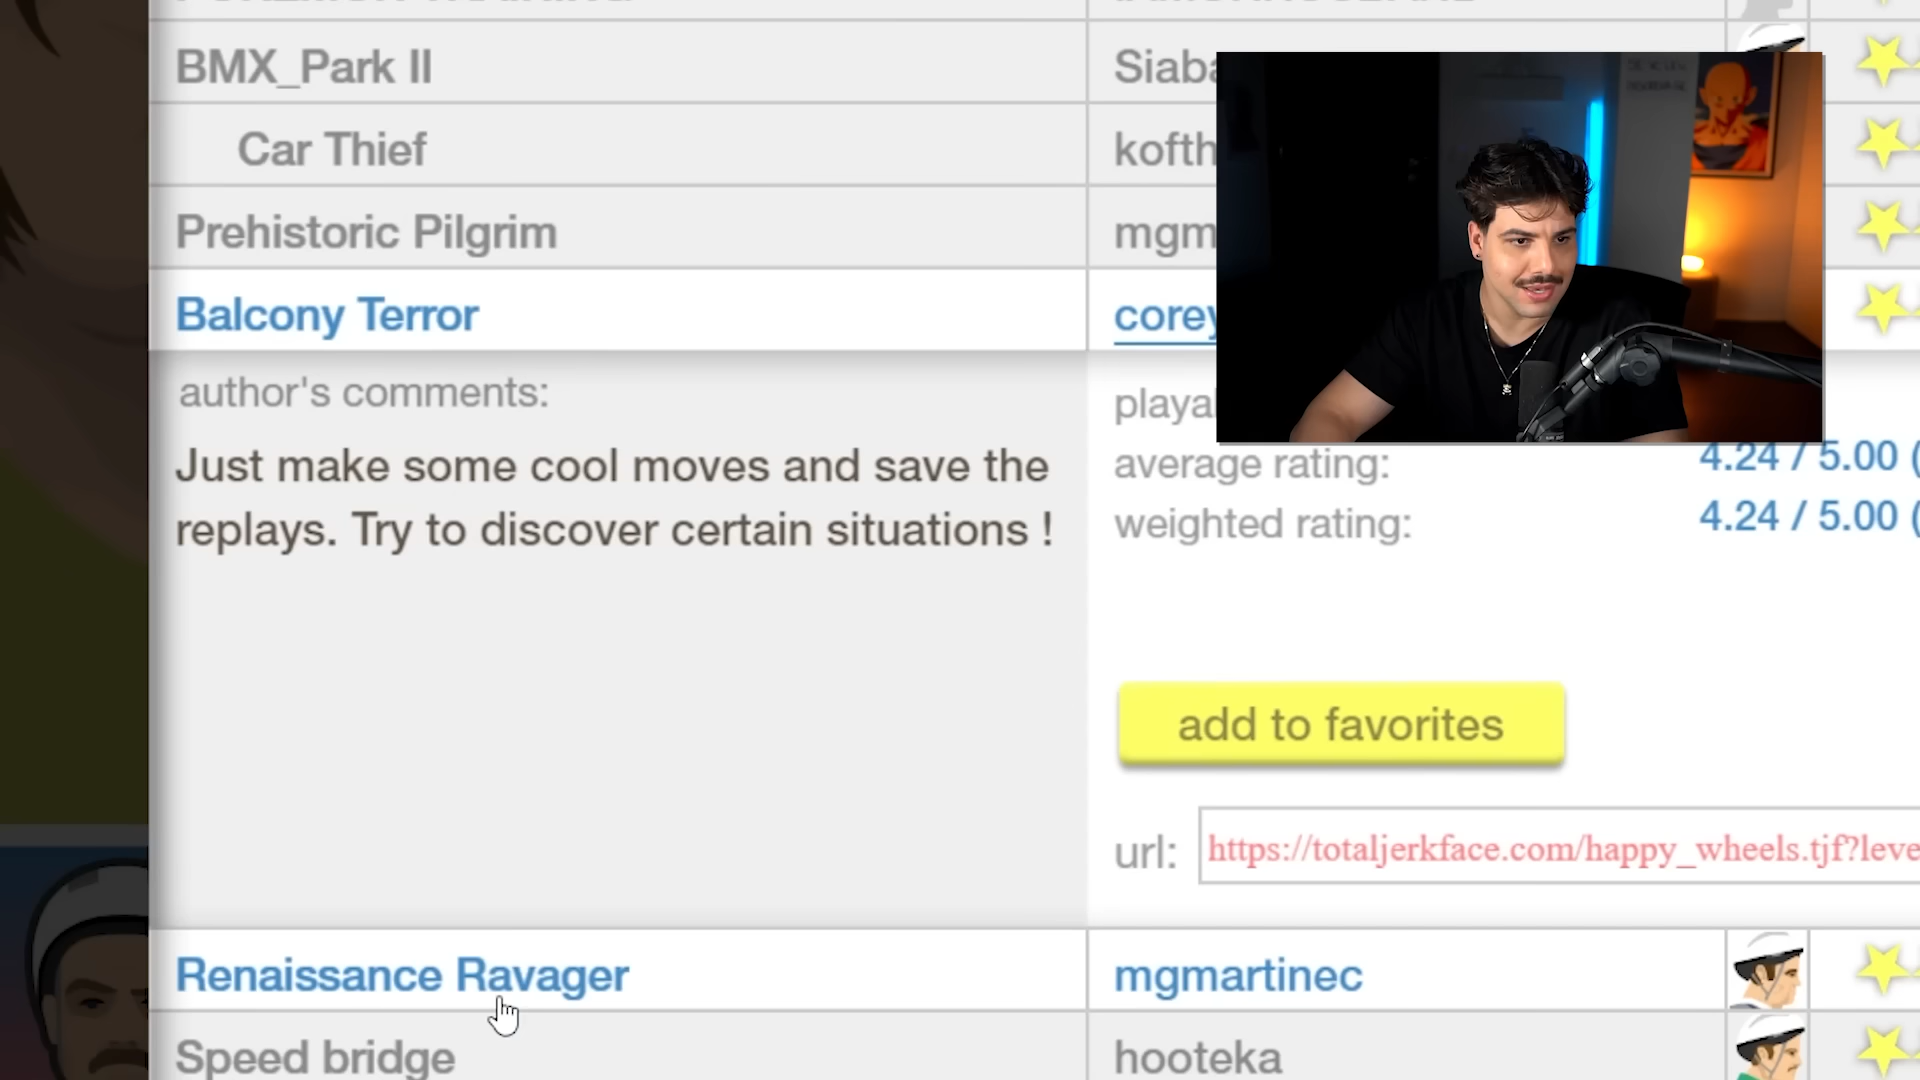 BMX_Park II
Siaba
Car Thief
kofth
Prehistoric Pilgrim
mgm
Balcony Terror
corey
author's comments:
playa
Just make some cool moves and save the
average rating:
4.24 / 5.00 (
replays. Try to discover certain situations !
weighted rating:
4.24 / 5.00 (
add to favorites
url:
https://totaljerkface.com/happy_wheels.tjf?leve
Renaissance Ravager
mgmartinec
Speed bridge
hooteka